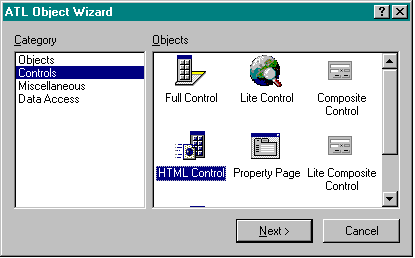 ATL Object Wizard
Category
Objects
Objects
Controls
Miscellaneous
Data Access
Full Control
Lite Control
Composite
Control
HTML Control
Property Page
Lite Composite
Control
Next >
Cancel